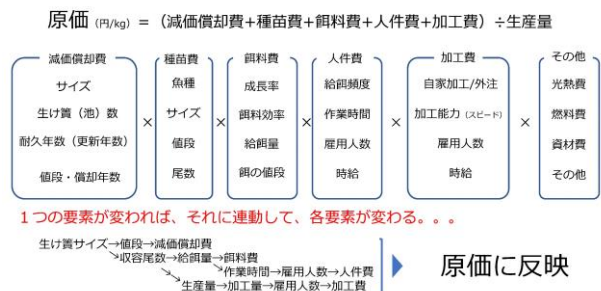 原価（円/kg）＝（減価償却費+種苗費+餌料費+人件費+加工費）÷生産量
減価償却費
サイズ
生け簀（池）数
耐久年数（更新年数）
値段・償却年数
×
種苗費
魚種
サイズ
値段
尾数
×
餌料費
成長率
餌料効率
給餌量
餌の値段
×
人件費
給餌頻度
作業時間
雇用人数
時給
×
加工費
自家加工/外注
加工能力（スピード）
雇用人数
時給
×
その他
光熱費
燃料費
資材費
その他
１つの要素が変われば、それに連動して、各要素が変わる。。。
生け簀サイズ→値段→減価償却費
↘収容尾数→給餌量→餌料費
↘作業時間→雇用人数→人件費
↘生産量→加工量→雇用人数→加工費
原価に反映